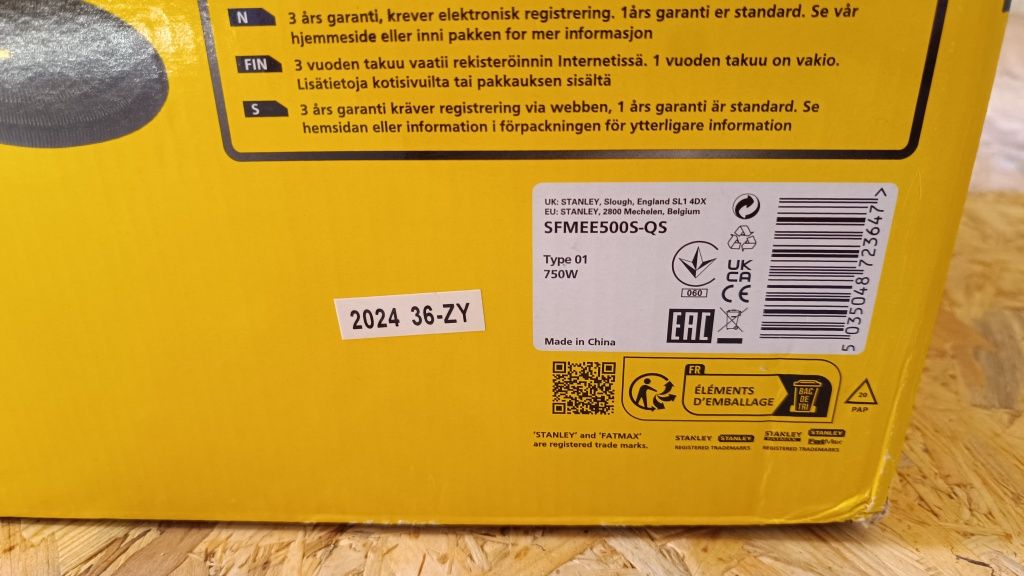 N
3 års garanti, krever elektronisk registrering. 1års garanti er standard. Se vår
hjemmeside eller inni pakken for mer informasjon
FIN
3 vuoden takuu vaatii rekisteröinnin Internetissä. 1 vuoden takuu on vakio.
Lisätietoja kotisivuilta tai pakkauksen sisältä
S
3 års garanti kräver registrering via webben, 1 års garanti är standard. Se
hemsidan eller information i förpackningen för ytterligare information
UK: STANLEY, Slough, England SL1 4DX
EU: STANLEY, 2800 Mechelen, Belgium
SFMEE500S-QS
Type 01
750W
Made in China
060
UK
CA
CE
EAC
5 035048 723647 >
2024 36-ZY
FR
ÉLÉMENTS
D'EMBALLAGE
BAC
DE
TRI
20
PAP
'STANLEY' and 'FATMAX'
are registered trade marks.
STANLEY STANLEY
REGISTERED TRADEMARKS
STANLEY FATMAX STANLEY FatMax
REGISTERED TRADEMARKS